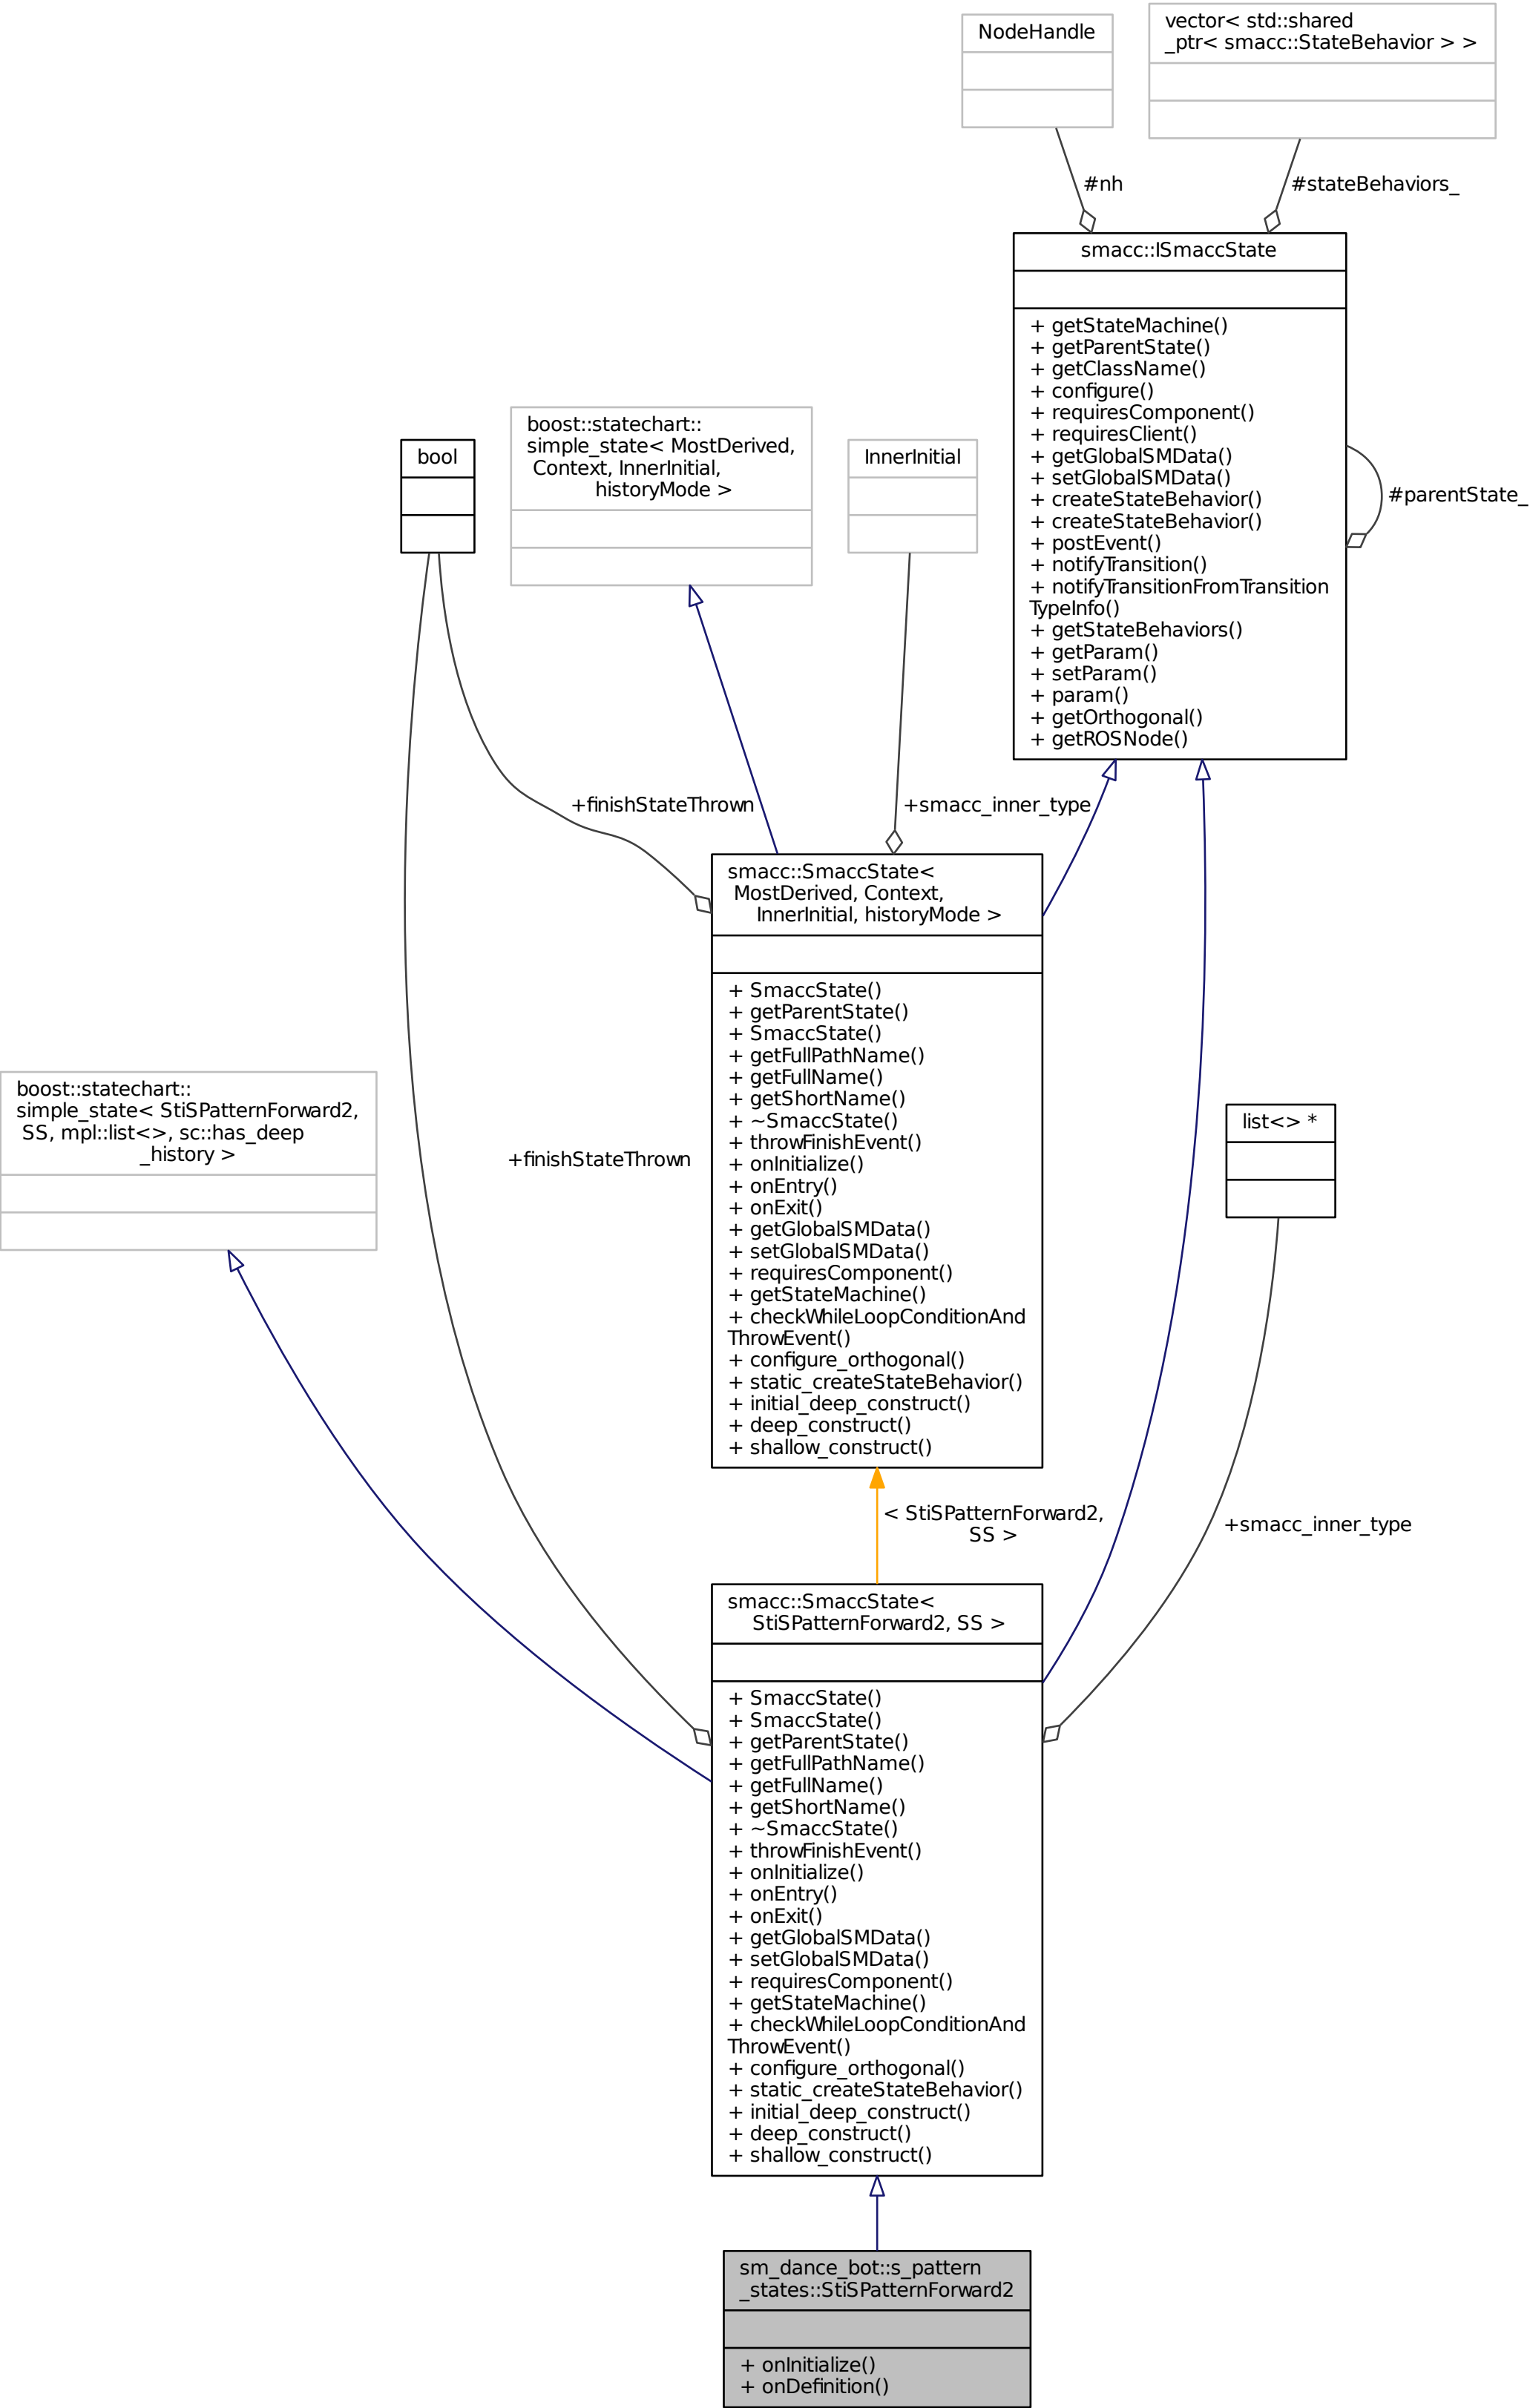 NodeHandle
vector< std::shared
_ptr< smacc::StateBehavior > >
#nh
#stateBehaviors_
smacc::ISmaccState
+ getStateMachine()
+ getParentState()
+ getClassName()
+ configure()
+ requiresComponent()
+ requiresClient()
+ getGlobalSMData()
+ setGlobalSMData()
+ createStateBehavior()
+ createStateBehavior()
+ postEvent()
+ notifyTransition()
+ notifyTransitionFromTransition
TypeInfo()
+ getStateBehaviors()
+ getParam()
+ setParam()
+ param()
+ getOrthogonal()
+ getROSNode()
#parentState_
bool
boost::statechart::
simple_state< MostDerived,
Context, InnerInitial,
historyMode >
InnerInitial
+finishStateThrown
+smacc_inner_type
smacc::SmaccState<
MostDerived, Context,
InnerInitial, historyMode >
+ SmaccState()
+ getParentState()
+ SmaccState()
+ getFullPathName()
+ getFullName()
+ getShortName()
+ ~SmaccState()
+ throwFinishEvent()
+ onInitialize()
+ onEntry()
+ onExit()
+ getGlobalSMData()
+ setGlobalSMData()
+ requiresComponent()
+ getStateMachine()
+ checkWhileLoopConditionAnd
ThrowEvent()
+ configure_orthogonal()
+ static_createStateBehavior()
+ initial_deep_construct()
+ deep_construct()
+ shallow_construct()
boost::statechart::
simple_state< StiSPatternForward2,
SS, mpl::list<>, sc::has_deep
_history >
+finishStateThrown
list<> *
< StiSPatternForward2,
SS >
+smacc_inner_type
smacc::SmaccState<
StiSPatternForward2, SS >
+ SmaccState()
+ SmaccState()
+ getParentState()
+ getFullPathName()
+ getFullName()
+ getShortName()
+ ~SmaccState()
+ throwFinishEvent()
+ onInitialize()
+ onEntry()
+ onExit()
+ getGlobalSMData()
+ setGlobalSMData()
+ requiresComponent()
+ getStateMachine()
+ checkWhileLoopConditionAnd
ThrowEvent()
+ configure_orthogonal()
+ static_createStateBehavior()
+ initial_deep_construct()
+ deep_construct()
+ shallow_construct()
sm_dance_bot::s_pattern
_states::StiSPatternForward2
+ onInitialize()
+ onDefinition()